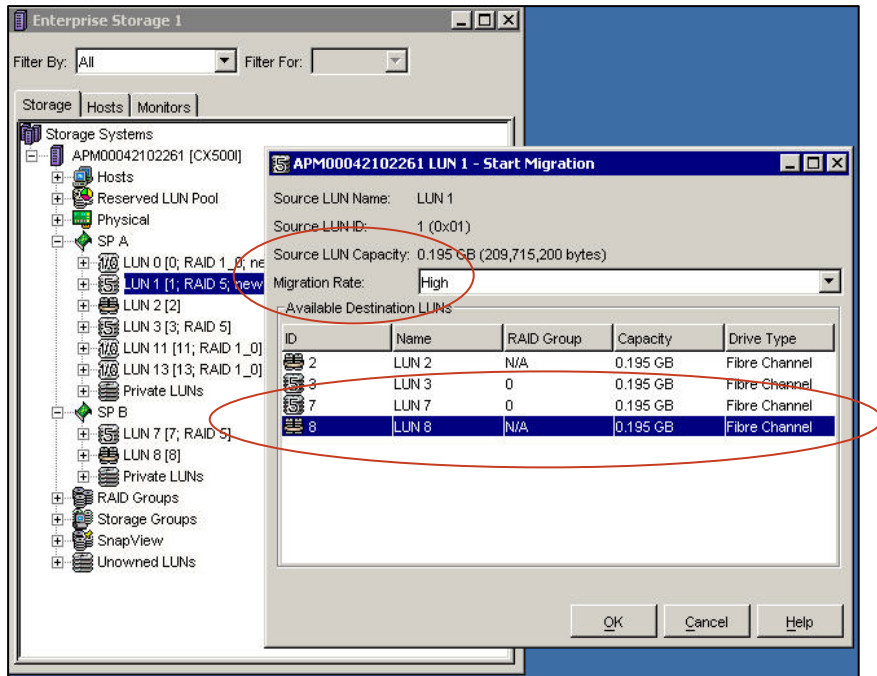 Enterprise Storage 1
Filter By: All Filter For:
Storage Hosts Monitors
Storage Systems
APM00042102261 [CX500I]
Hosts
Reserved LUN Pool
Physical
SP A
LUN 0 [0; RAID 1_0; ne
LUN 1 [1; RAID 5; new
LUN 2 [2]
LUN 3 [3; RAID 5]
LUN 11 [11; RAID 1_0]
LUN 13 [13; RAID 1_0]
Private LUNs
SP B
LUN 7 [7; RAID 5]
LUN 8 [8]
Private LUNs
RAID Groups
Storage Groups
SnapView
Unowned LUNs
APM00042102261 LUN 1 - Start Migration
Source LUN Name: LUN 1
Source LUN ID: 1 (0x01)
Source LUN Capacity: 0.195 GB (209,715,200 bytes)
Migration Rate: High
Available Destination LUNs
ID Name RAID Group Capacity Drive Type
2 LUN 2 N/A 0.195 GB Fibre Channel
3 LUN 3 0 0.195 GB Fibre Channel
7 LUN 7 0 0.195 GB Fibre Channel
8 LUN 8 N/A 0.195 GB Fibre Channel
OK Cancel Help